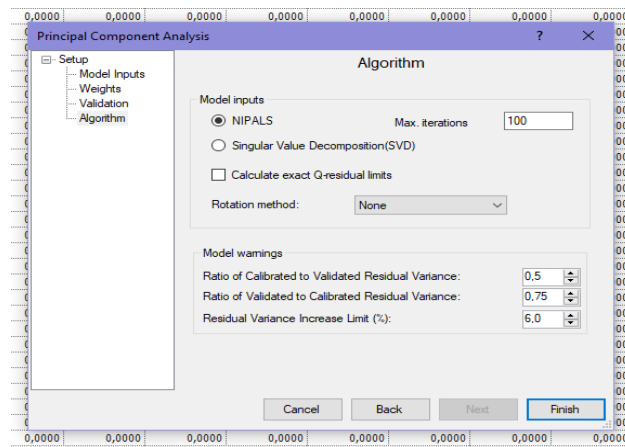 0,0000 0,0000 0,0000 0,0000 0,0000 0,0000 0,0000 0,0000
Principal Component Analysis ? ×
Setup
Model Inputs
Weights
Validation
Algorithm
Algorithm
Model inputs
NIPALS Max. iterations 100
Singular Value Decomposition(SVD)
Calculate exact Q-residual limits
Rotation method: None
Model warnings
Ratio of Calibrated to Validated Residual Variance: 0,5
Ratio of Validated to Calibrated Residual Variance: 0,75
Residual Variance Increase Limit (%): 6,0
Cancel Back Next Finish
0,0000 0,0000 0,0000 0,0000 0,0000 0,0000 0,0000 0,0000